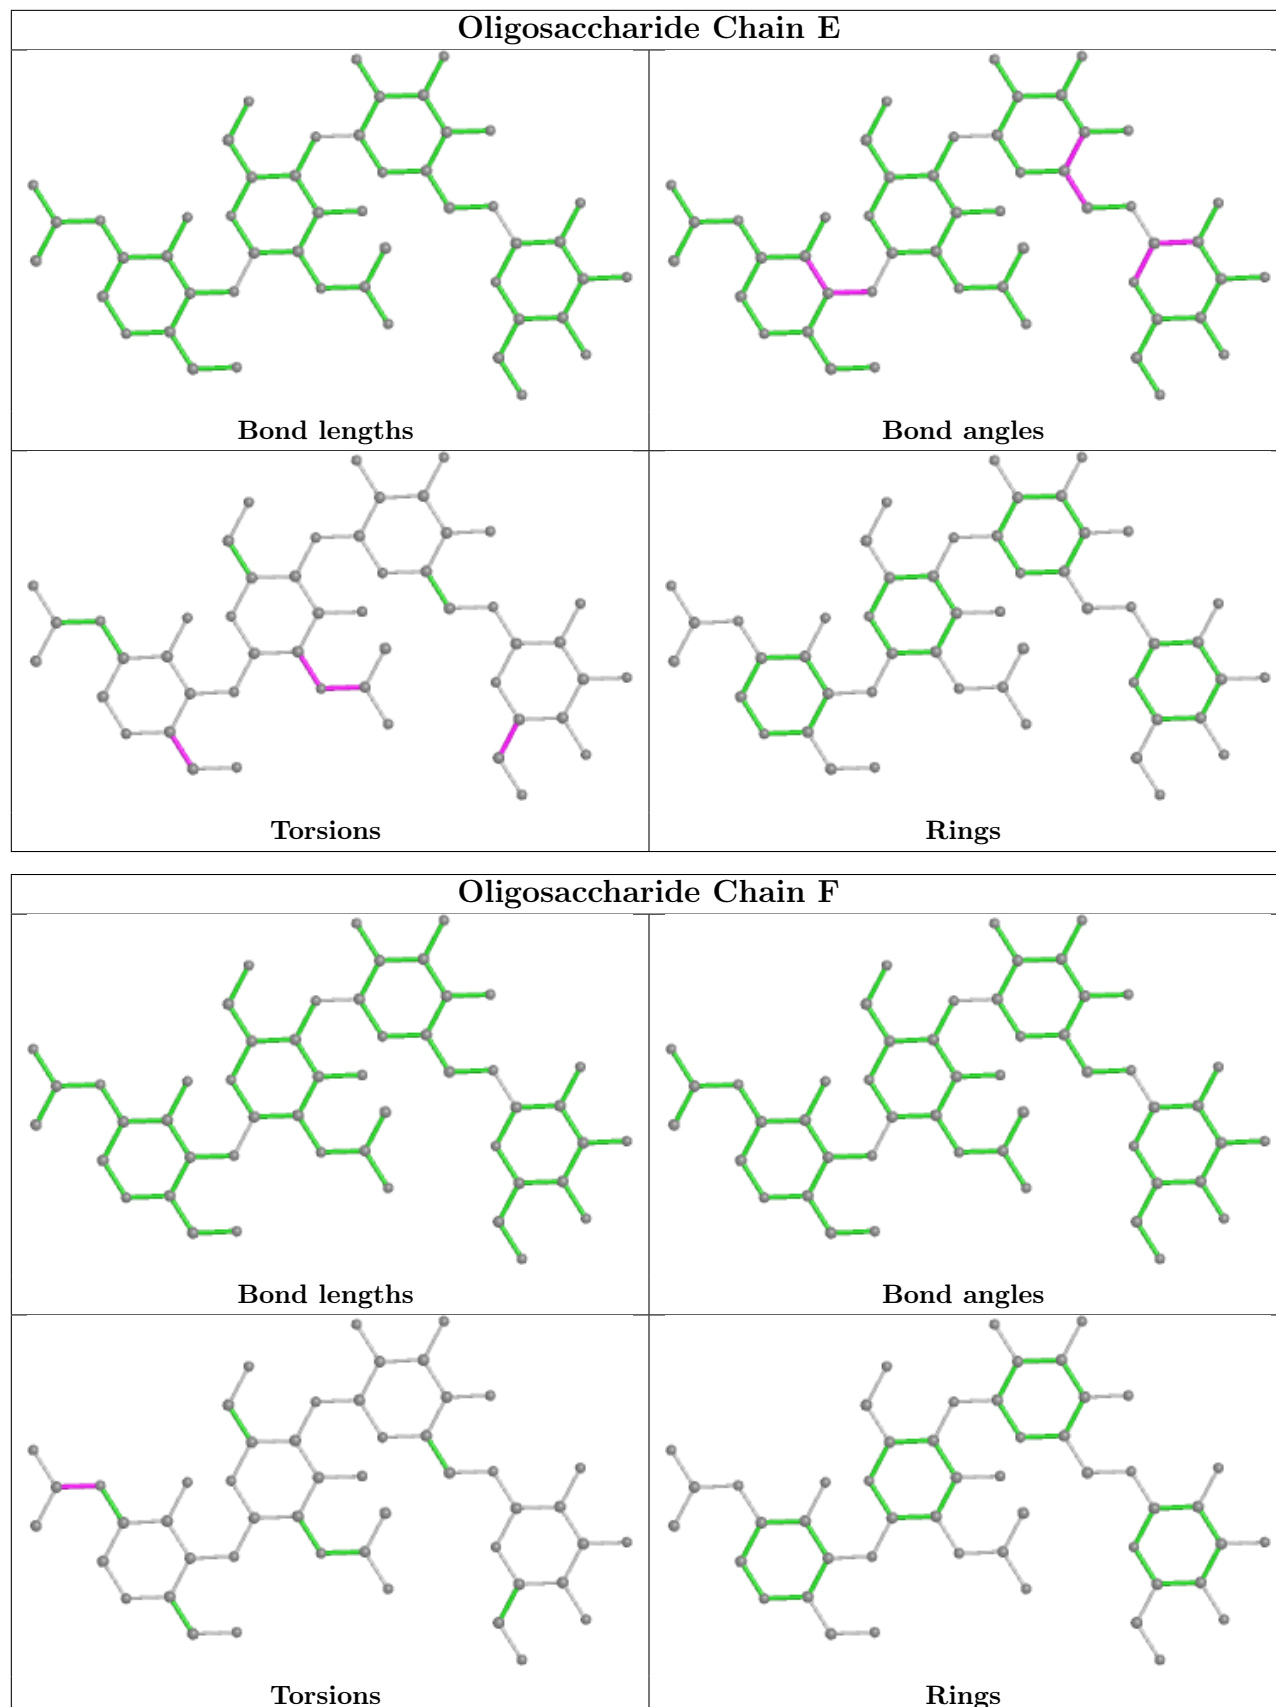 Oligosaccharide Chain E
Bond lengths
Bond angles
Torsions
Rings
Oligosaccharide Chain F
Bond lengths
Bond angles
Torsions
Rings